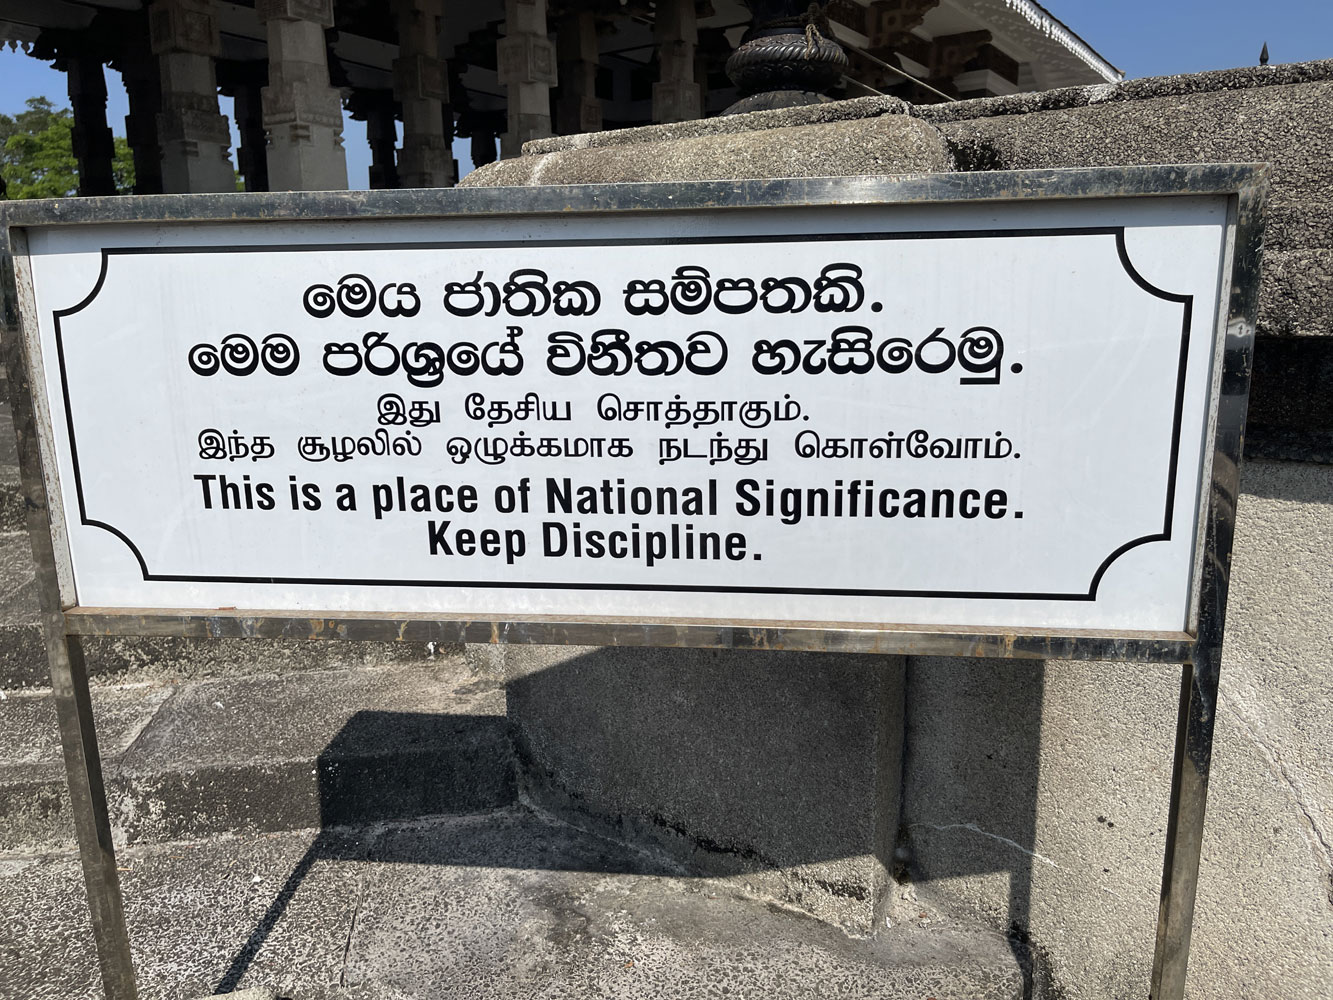 මෙය ජාතික සම්පතකි.
මෙම පරිශ්‍රයේ විනීතව හැසිරෙමු.
இது தேசிய சொத்தாகும்.
இந்த சூழலில் ஒழுக்கமாக நடந்து கொள்வோம்.
This is a place of National Significance.
Keep Discipline.